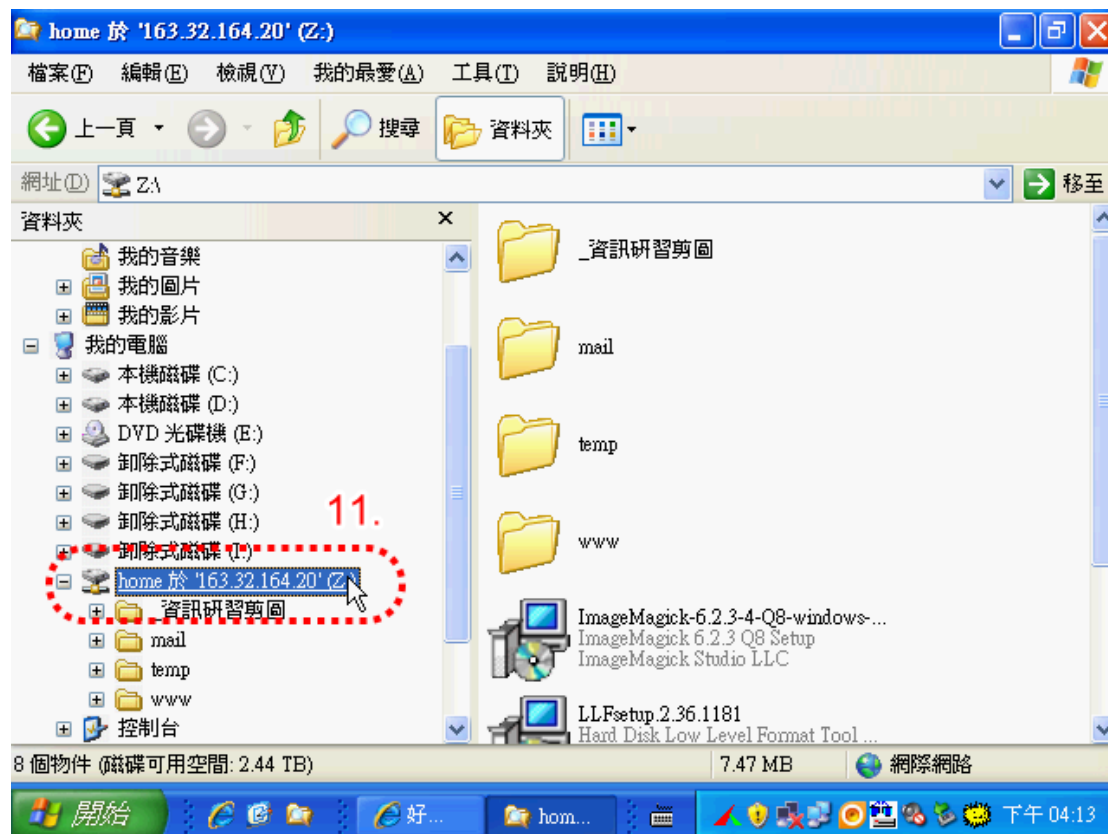 home 於 '163.32.164.20' (Z:)
檔案(F) 編輯(E) 檢視(V) 我的最愛(A) 工具(T) 說明(H)
上一頁 搜尋 資料夾
網址(D) Z:\ 移至
資料夾
我的音樂
我的圖片
我的影片
我的電腦
本機磁碟 (C:)
本機磁碟 (D:)
DVD 光碟機 (E:)
卸除式磁碟 (F:)
卸除式磁碟 (G:)
卸除式磁碟 (H:)
11.
卸除式磁碟 (I:)
home 於 '163.32.164.20' (Z:)
_資訊研習剪圖
mail
temp
www
控制台
_資訊研習剪圖
mail
temp
www
ImageMagick-6.2.3-4-Q8-windows-...
ImageMagick 6.2.3 Q8 Setup
ImageMagick Studio LLC
LLFsetup.2.36.1181
Hard Disk Low Level Format Tool ...
8 個物件 (磁碟可用空間: 2.44 TB) 7.47 MB 網際網路
開始 好... hom... 下午 04:13